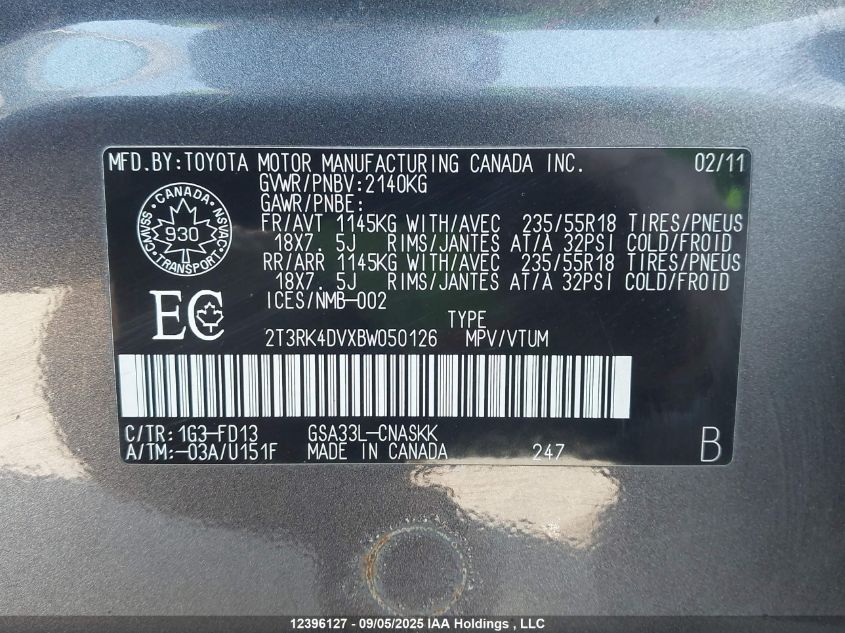 MFD.BY:TOYOTA MOTOR MANUFACTURING CANADA INC. 02/11
GVWR/PNBV:2140KG
GAWR/PNBE:
FR/AVT 1145KG WITH/AVEC 235/55R18 TIRES/PNEUS
18X7. 5J RIMS/JANTES AT/A 32PSI COLD/FROID
RR/ARR 1145KG WITH/AVEC 235/55R18 TIRES/PNEUS
18X7. 5J RIMS/JANTES AT/A 32PSI COLD/FROID
ICES/NMB-002
CANADA
CMVSS 930 NSVAC
TRANSPORT
EC
TYPE
2T3RK4DVXBW050126 MPV/VTUM
C/TR: 1G3-FD13 GSA33L-CNASKK
A/TM:-03A/U151F MADE IN CANADA 247 B
12396127 - 09/05/2025 IAA Holdings , LLC